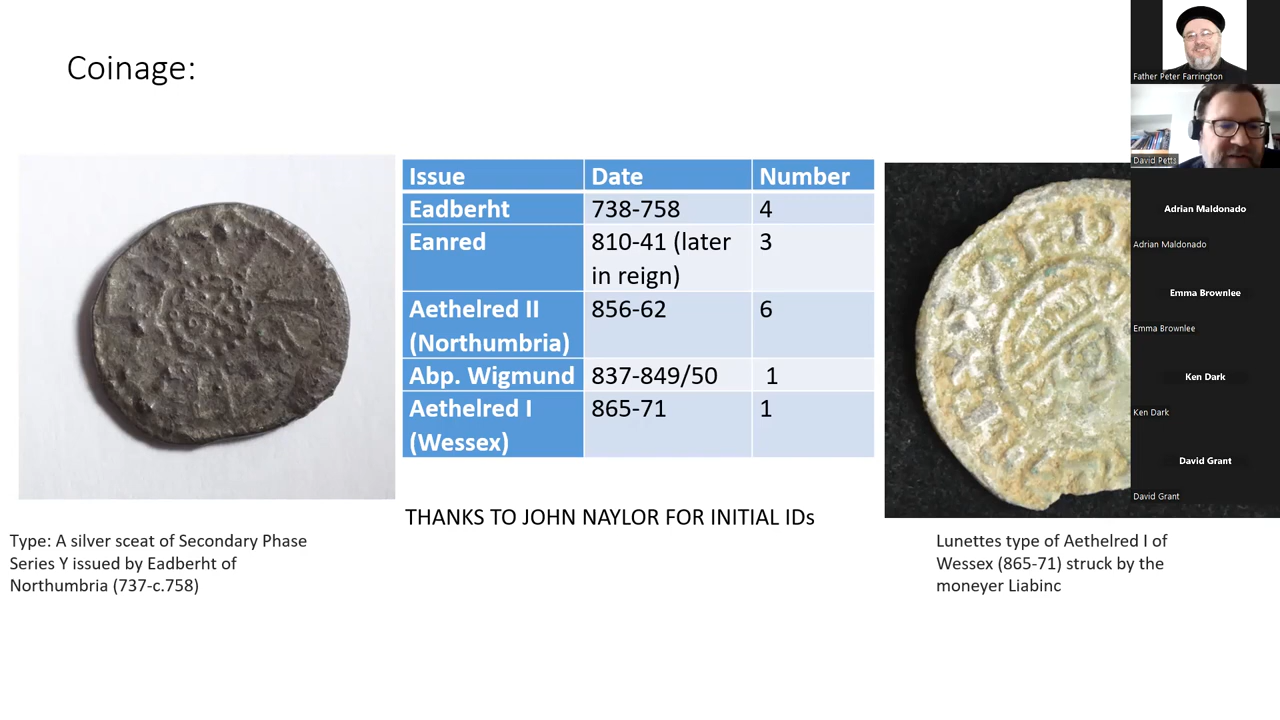 Coinage:
Issue Date Number
Eadberht 738-758 4
Eanred 810-41 (later 3
in reign)
Aethelred II 856-62 6
(Northumbria)
Abp. Wigmund 837-849/50 1
Aethelred I 865-71 1
(Wessex)
THANKS TO JOHN NAYLOR FOR INITIAL IDs
Type: A silver sceat of Secondary Phase
Series Y issued by Eadberht of
Northumbria (737-c.758)
Lunettes type of Aethelred I of
Wessex (865-71) struck by the
moneyer Liabinc
Father Peter Farrington
David Petts
Adrian Maldonado
Adrian Maldonado
Emma Brownlee
Emma Brownlee
Ken Dark
Ken Dark
David Grant
David Grant